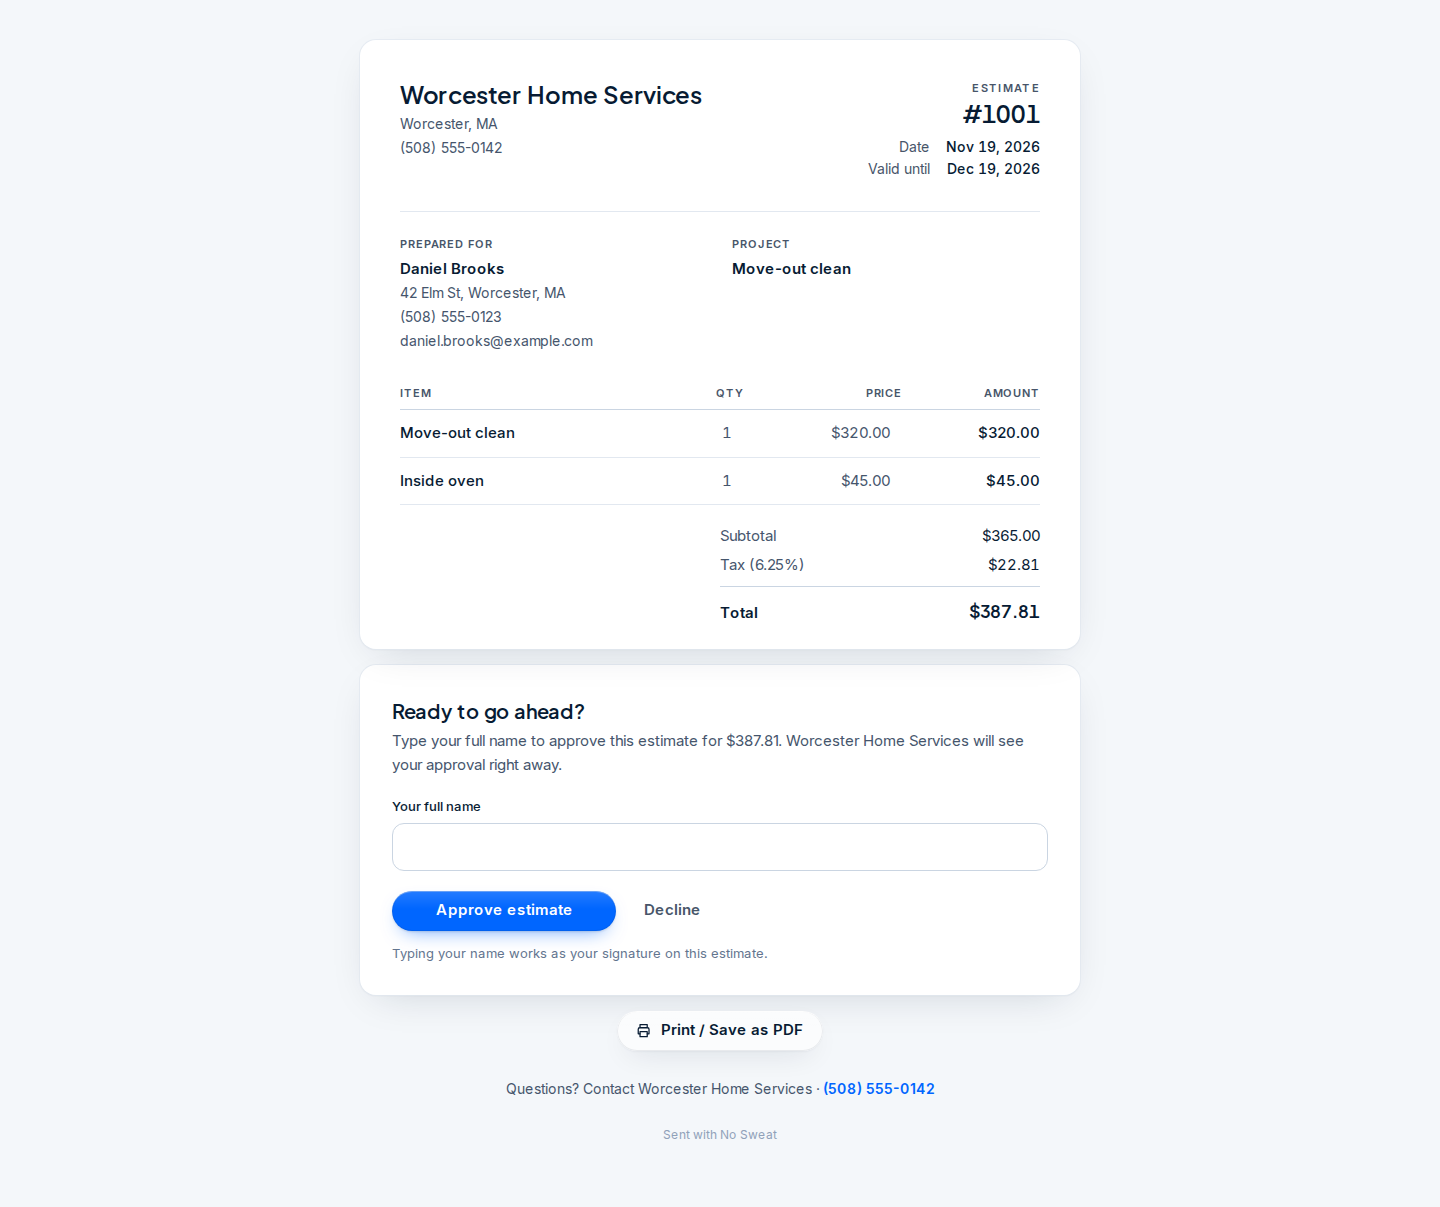 Worcester Home Services
Worcester, MA
(508) 555-0142
ESTIMATE
#1001
Date Nov 19, 2026
Valid until Dec 19, 2026
PREPARED FOR
Daniel Brooks
42 Elm St, Worcester, MA
(508) 555-0123
daniel.brooks@example.com
PROJECT
Move-out clean
ITEM QTY PRICE AMOUNT
Move-out clean 1 $320.00 $320.00
Inside oven 1 $45.00 $45.00
Subtotal $365.00
Tax (6.25%) $22.81
Total $387.81
Ready to go ahead?
Type your full name to approve this estimate for $387.81. Worcester Home Services will see
your approval right away.
Your full name
Approve estimate Decline
Typing your name works as your signature on this estimate.
Print / Save as PDF
Questions? Contact Worcester Home Services · (508) 555-0142
Sent with No Sweat